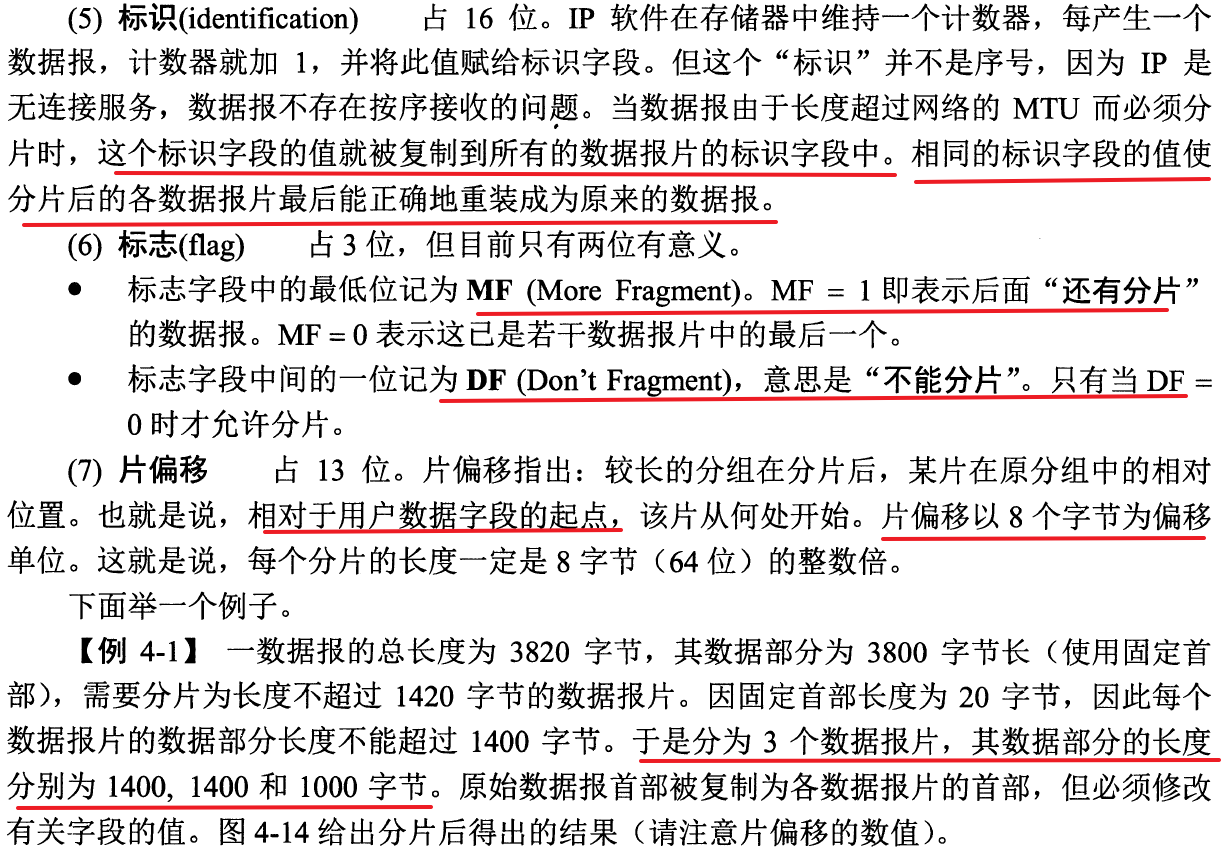 (5) 标识(identification) 占 16 位。IP 软件在存储器中维持一个计数器，每产生一个
数据报，计数器就加 1，并将此值赋给标识字段。但这个“标识”并不是序号，因为 IP 是
无连接服务，数据报不存在按序接收的问题。当数据报由于长度超过网络的 MTU 而必须分
片时，这个标识字段的值就被复制到所有的数据报片的标识字段中。相同的标识字段的值使
分片后的各数据报片最后能正确地重装成为原来的数据报。
(6) 标志(flag) 占 3 位，但目前只有两位有意义。
● 标志字段中的最低位记为 MF (More Fragment)。MF = 1 即表示后面“还有分片”
的数据报。MF = 0 表示这已是若干数据报片中的最后一个。
● 标志字段中间的一位记为 DF (Don't Fragment)，意思是“不能分片”。只有当 DF =
0 时才允许分片。
(7) 片偏移 占 13 位。片偏移指出：较长的分组在分片后，某片在原分组中的相对
位置。也就是说，相对于用户数据字段的起点，该片从何处开始。片偏移以 8 个字节为偏移
单位。这就是说，每个分片的长度一定是 8 字节（64 位）的整数倍。
下面举一个例子。
【例 4-1】 一数据报的总长度为 3820 字节，其数据部分为 3800 字节长（使用固定首
部），需要分片为长度不超过 1420 字节的数据报片。因固定首部长度为 20 字节，因此每个
数据报片的数据部分长度不能超过 1400 字节。于是分为 3 个数据报片，其数据部分的长度
分别为 1400, 1400 和 1000 字节。原始数据报首部被复制为各数据报片的首部，但必须修改
有关字段的值。图 4-14 给出分片后得出的结果（请注意片偏移的数值）。